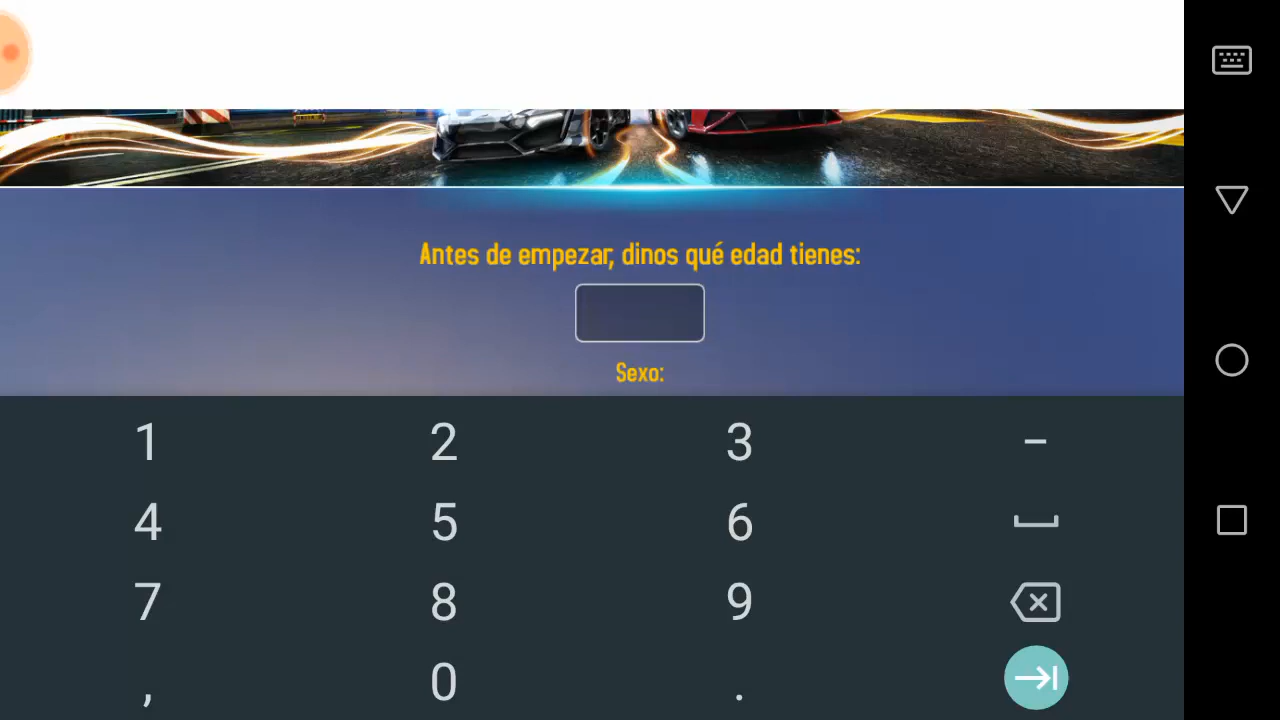 Antes de empezar, dinos qué edad tienes:
Sexo:
1 2 3 –
4 5 6
7 8 9
, 0 .